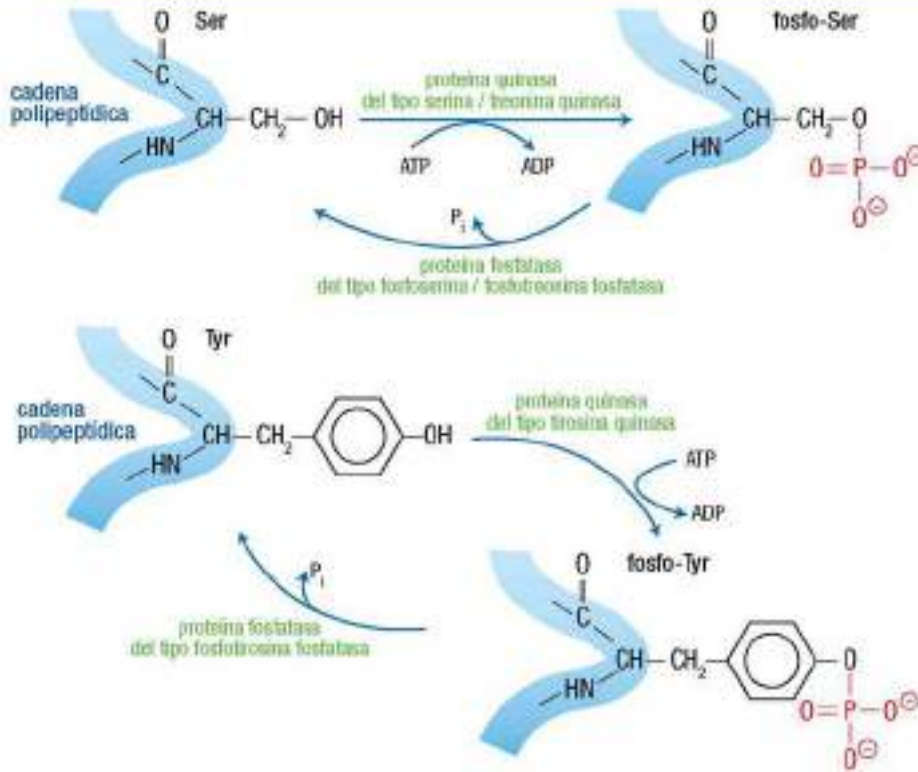 O
Ser
C
cadena
polipeptídica
CH–CH₂–OH
HN
proteína quinasa
del tipo serina / treonina quinasa
ATP
ADP
O
fosfo-Ser
C
CH–CH₂–O
HN
O=P–O⊖
O⊖
Pi
proteína fosfatasa
del tipo fosfoserina / fosfotreonina fosfatasa
O
Tyr
C
cadena
polipeptídica
CH–CH₂
OH
HN
proteína quinasa
del tipo tirosina quinasa
ATP
ADP
Pi
proteína fosfatasa
del tipo fosfotirosina fosfatasa
O
fosfo-Tyr
C
CH–CH₂
O
HN
O=P–O⊖
O⊖